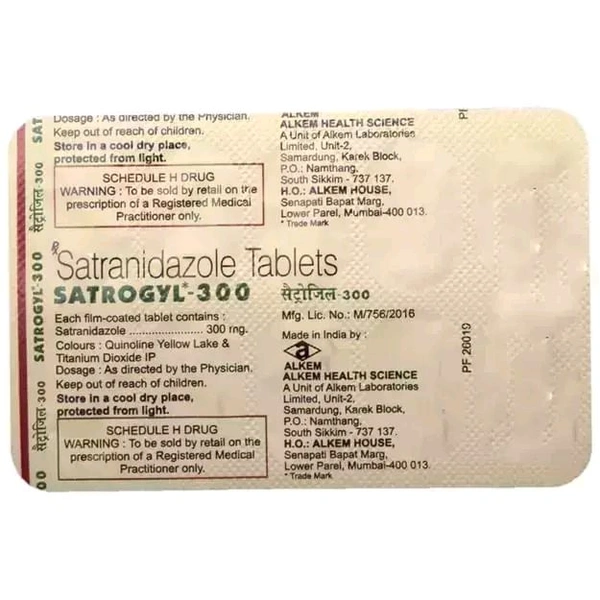 Dosage : As directed by the Physician.
Keep out of reach of children.
Store in a cool dry place,
protected from light.
SCHEDULE H DRUG
WARNING : To be sold by retail on the
prescription of a Registered Medical
Practitioner only.
ALKEM
ALKEM HEALTH SCIENCE
A Unit of Alkem Laboratories
Limited, Unit-2,
Samardung, Karek Block,
P.O.: Namthang,
South Sikkim - 737 137.
H.O.: ALKEM HOUSE,
Senapati Bapat Marg,
Lower Parel, Mumbai-400 013.
* Trade Mark
SAT
सैट्रोजिल-300
SATROGYL*-300
सैट्रोजिल-300
00
Rx
Satranidazole Tablets
SATROGYL*-300
सैट्रोजिल-300
Each film-coated tablet contains :
Satranidazole ................... 300 mg.
Colours : Quinoline Yellow Lake &
Titanium Dioxide IP
Dosage : As directed by the Physician.
Keep out of reach of children.
Store in a cool dry place,
protected from light.
SCHEDULE H DRUG
WARNING : To be sold by retail on the
prescription of a Registered Medical
Practitioner only.
Mfg. Lic. No.: M/756/2016
Made in India by :
a
ALKEM
ALKEM HEALTH SCIENCE
A Unit of Alkem Laboratories
Limited, Unit-2,
Samardung, Karek Block,
P.O.: Namthang,
South Sikkim - 737 137.
H.O.: ALKEM HOUSE,
Senapati Bapat Marg,
Lower Parel, Mumbai-400 013.
* Trade Mark
PF
PF 26019